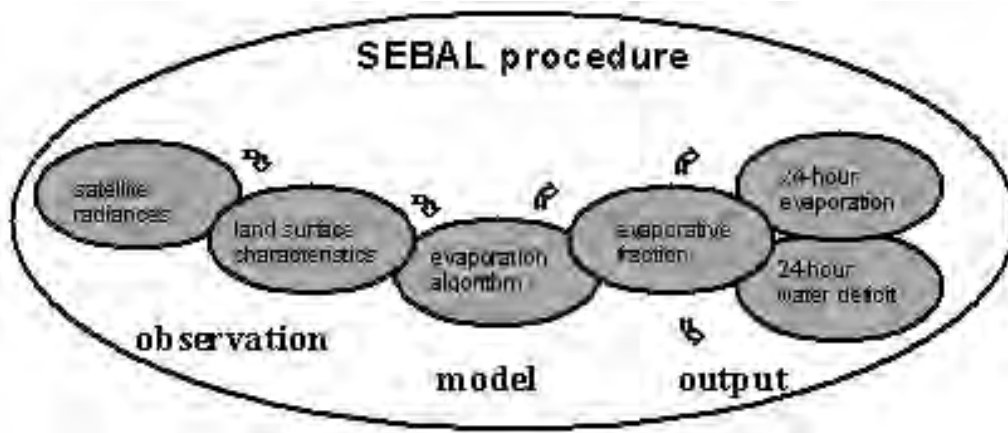 SEBAL procedure
satellite
radiances
land surface
characteristics
evaporation
algorithm
evaporative
fraction
24-hour
evaporation
24-hour
water deficit
observation
model
output